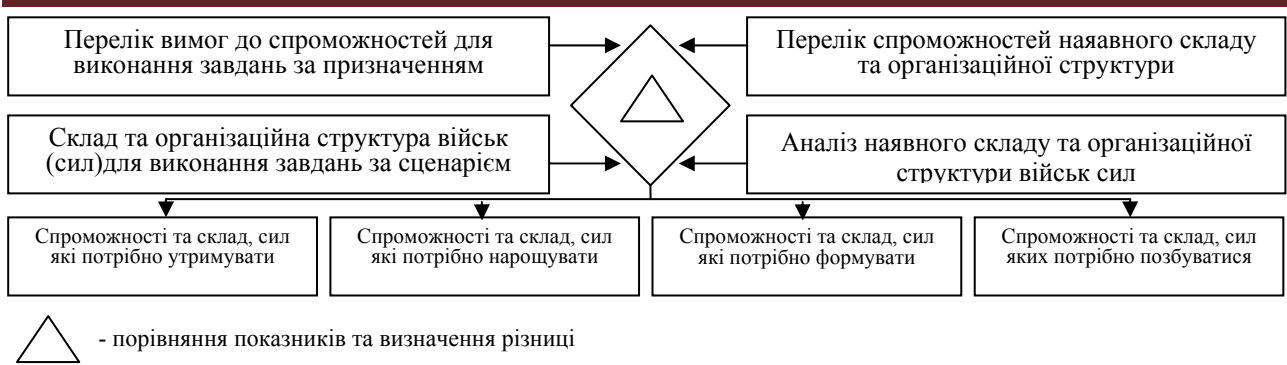 Перелік вимог до спроможностей для
виконання завдань за призначенням
Перелік спроможностей наяавного складу
та організаційної структури
Склад та організаційна структура військ
(сил)для виконання завдань за сценарієм
Аналіз наявного складу та організаційної
структури військ сил
Спроможності та склад, сил
які потрібно утримувати
Спроможності та склад, сил
які потрібно нарощувати
Спроможності та склад, сил
які потрібно формувати
Спроможності та склад, сил
яких потрібно позбуватися
- порівняння показників та визначення різниці